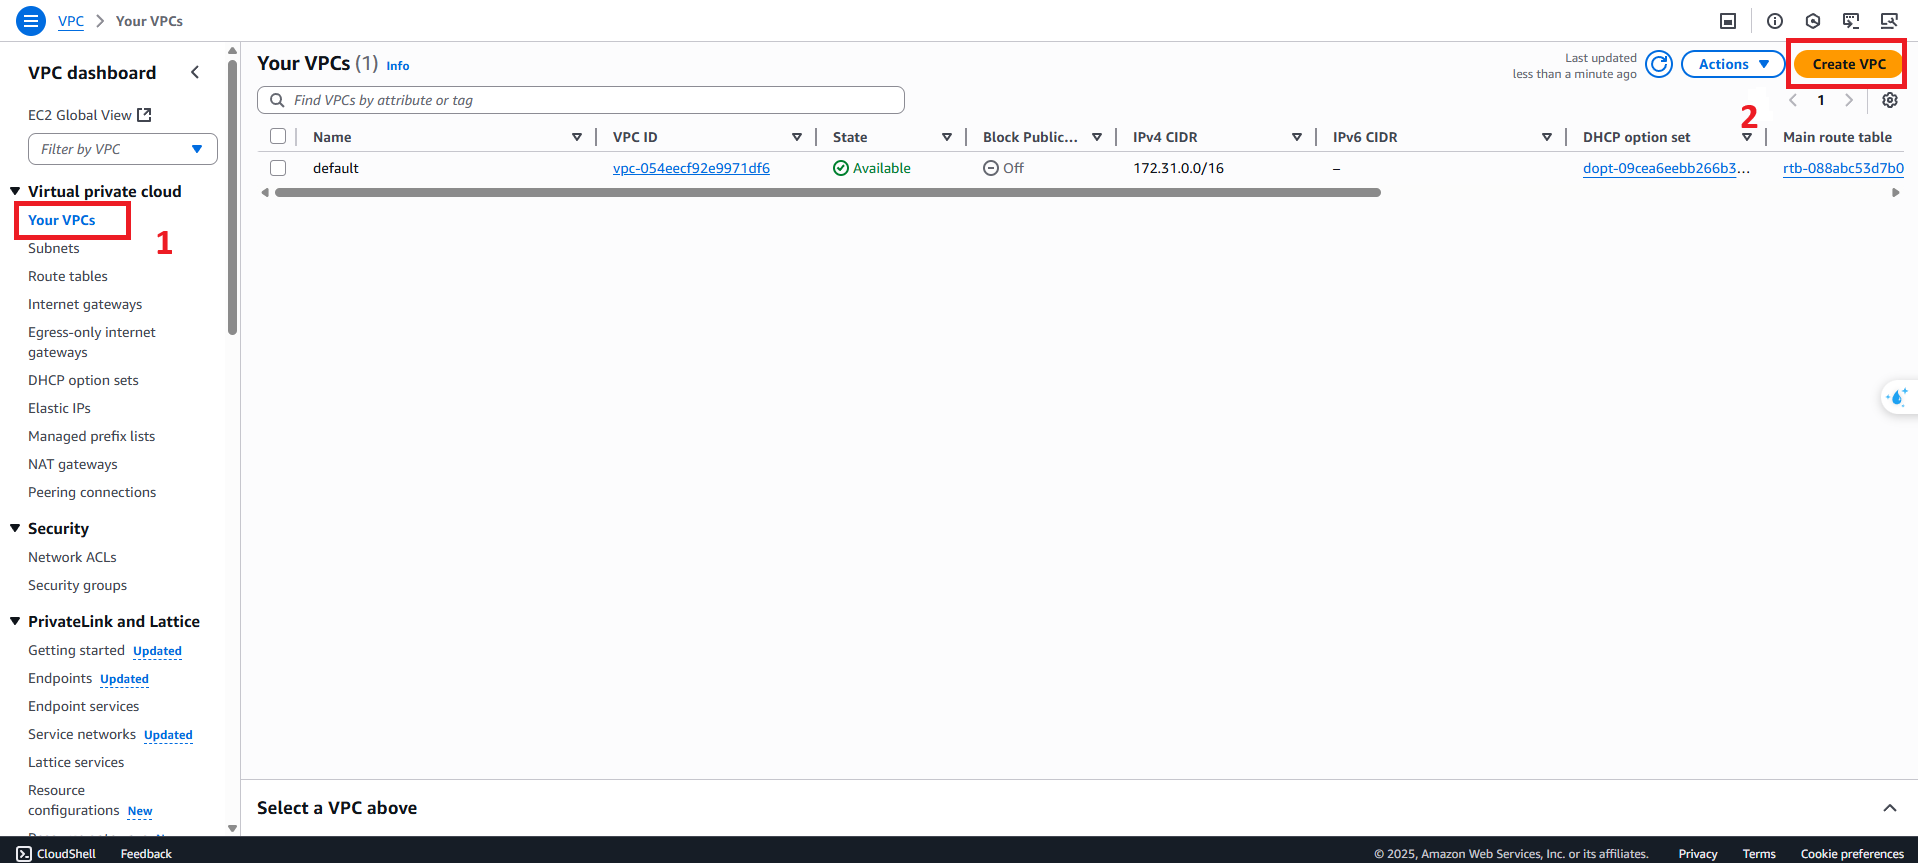 VPC > Your VPCs
VPC dashboard
EC2 Global View
Filter by VPC
Virtual private cloud
Your VPCs
1
Subnets
Route tables
Internet gateways
Egress-only internet
gateways
DHCP option sets
Elastic IPs
Managed prefix lists
NAT gateways
Peering connections
Security
Network ACLs
Security groups
PrivateLink and Lattice
Getting started Updated
Endpoints Updated
Endpoint services
Service networks Updated
Lattice services
Resource
configurations New
Your VPCs (1) Info
Last updated
less than a minute ago
Actions
Create VPC
Find VPCs by attribute or tag
1
2
Name VPC ID State Block Public... IPv4 CIDR IPv6 CIDR DHCP option set Main route table
default vpc-054eecf92e9971df6 Available Off 172.31.0.0/16 – dopt-09cea6eebb266b3... rtb-088abc53d7b0
Select a VPC above
CloudShell Feedback © 2025, Amazon Web Services, Inc. or its affiliates. Privacy Terms Cookie preferences